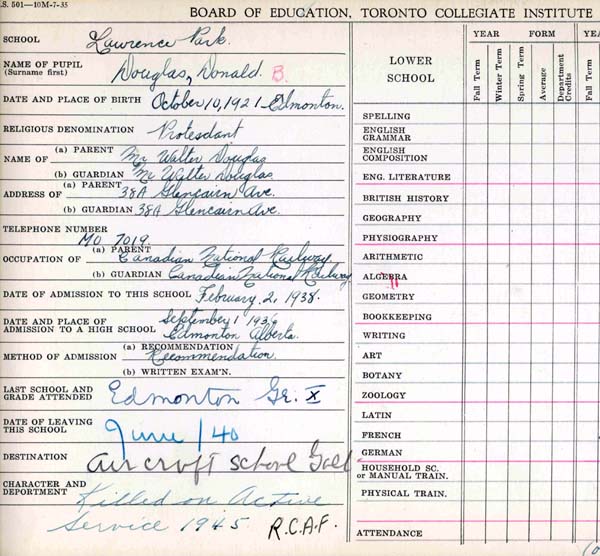 S. 501—10M-7-35
BOARD OF EDUCATION, TORONTO COLLEGIATE INSTITUTE
SCHOOL Lawrence Park.
NAME OF PUPIL
(Surname first) Douglas, Donald B.
DATE AND PLACE OF BIRTH October 10, 1921 - Edmonton.
RELIGIOUS DENOMINATION Protesdant
NAME OF (a) PARENT Mr Walter Douglas
(b) GUARDIAN Mr Walter Douglas
ADDRESS OF (a) PARENT 38A Glencairn Ave.
(b) GUARDIAN 38A Glencairn Ave.
TELEPHONE NUMBER
MO 7019
OCCUPATION OF (a) PARENT Canadian National Railway
(b) GUARDIAN Canadian National Railway
DATE OF ADMISSION TO THIS SCHOOL February 2, 1938.
DATE AND PLACE OF
ADMISSION TO A HIGH SCHOOL September 1 1936
Edmonton Alberta.
METHOD OF ADMISSION (a) RECOMMENDATION
Recommendation.
(b) WRITTEN EXAM'N.
LAST SCHOOL AND
GRADE ATTENDED Edmonton Gr. X
DATE OF LEAVING
THIS SCHOOL June / 40
DESTINATION aircroft school
CHARACTER AND
DEPARTMENT Killed on Active
Service 1945 R.C.A.F.
LOWER
SCHOOL
YEAR FORM YEAR
Fall Term Winter Term Spring Term Average Department Credits Fall Term
SPELLING
ENGLISH
GRAMMAR
ENGLISH
COMPOSITION
ENG. LITERATURE
BRITISH HISTORY
GEOGRAPHY
PHYSIOGRAPHY
ARITHMETIC
ALGEBRA
GEOMETRY
BOOKKEEPING
WRITING
ART
BOTANY
ZOOLOGY
LATIN
FRENCH
GERMAN
HOUSEHOLD SC.
or MANUAL TRAIN.
PHYSICAL TRAIN.
ATTENDANCE